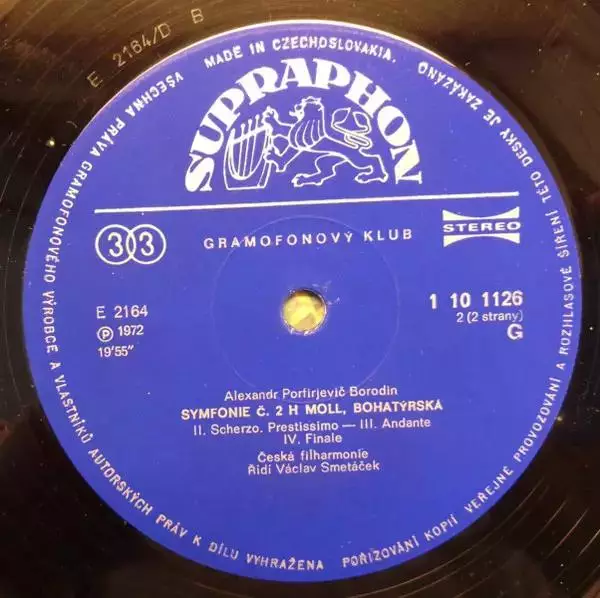 E 2164/D B
MADE IN CZECHOSLOVAKIA.
VŠECHNA PRÁVA GRAMOFONOVÉHO VÝROBCE A VLASTNÍKŮ AUTORSKÝCH PRÁV K DÍLU VYHRAŽENA
POŘIZOVÁNÍ KOPIÍ VEŘEJNÉ PROVOZOVÁNÍ A ROZHLASOVÉ ŠÍŘENÍ TÉTO DESKY JE ZAKÁZÁNO
SUPRAPHON
33
GRAMOFONOVÝ KLUB
STEREO
E 2164
Ⓟ 1972
19′55″
1 10 1126
2 (2 strany)
G
Alexandr Porfirjevič Borodin
SYMFONIE Č. 2 H MOLL, BOHATÝRSKÁ
II. Scherzo. Prestissimo — III. Andante
IV. Finale
Česká filharmonie
Řídí Václav Smetáček